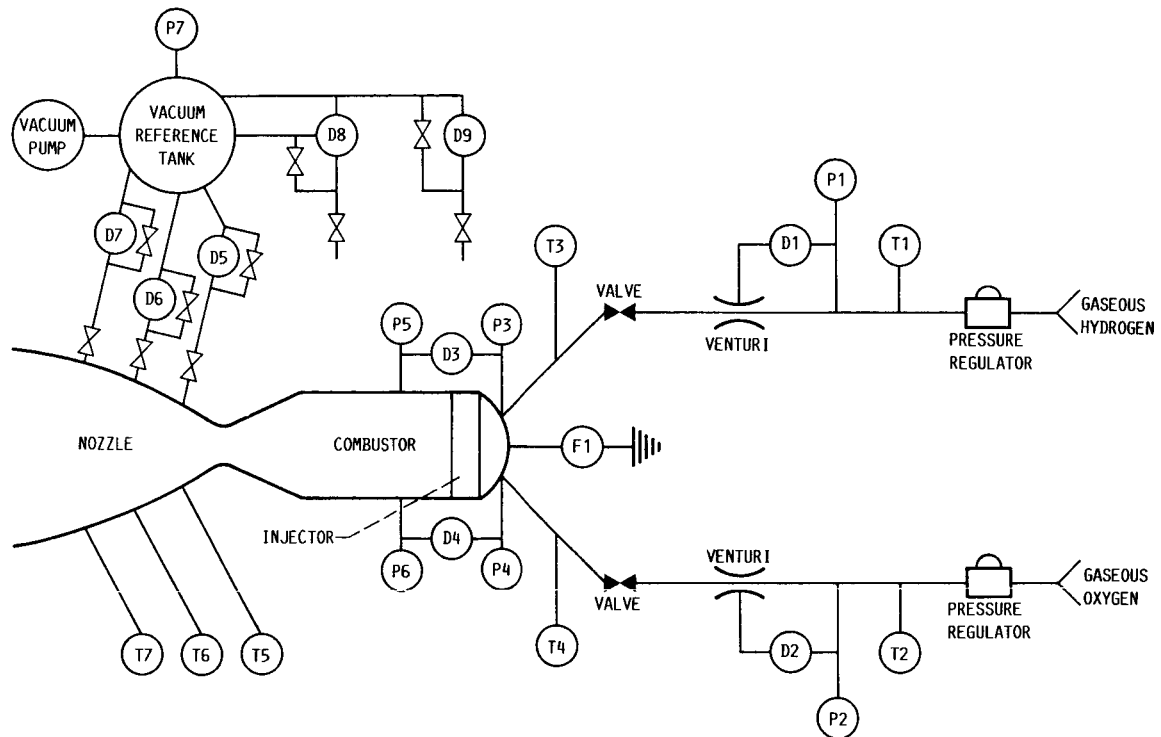 P7
VACUUM
PUMP
VACUUM
REFERENCE
TANK
D8
D9
D7
D5
D6
P1
D1
T1
T3
VALVE
VENTURI
PRESSURE
REGULATOR
GASEOUS
HYDROGEN
P5
D3
P3
NOZZLE
COMBUSTOR
F1
INJECTOR
D4
P6
P4
VENTURI
VALVE
D2
T2
PRESSURE
REGULATOR
GASEOUS
OXYGEN
T7
T6
T5
T4
P2